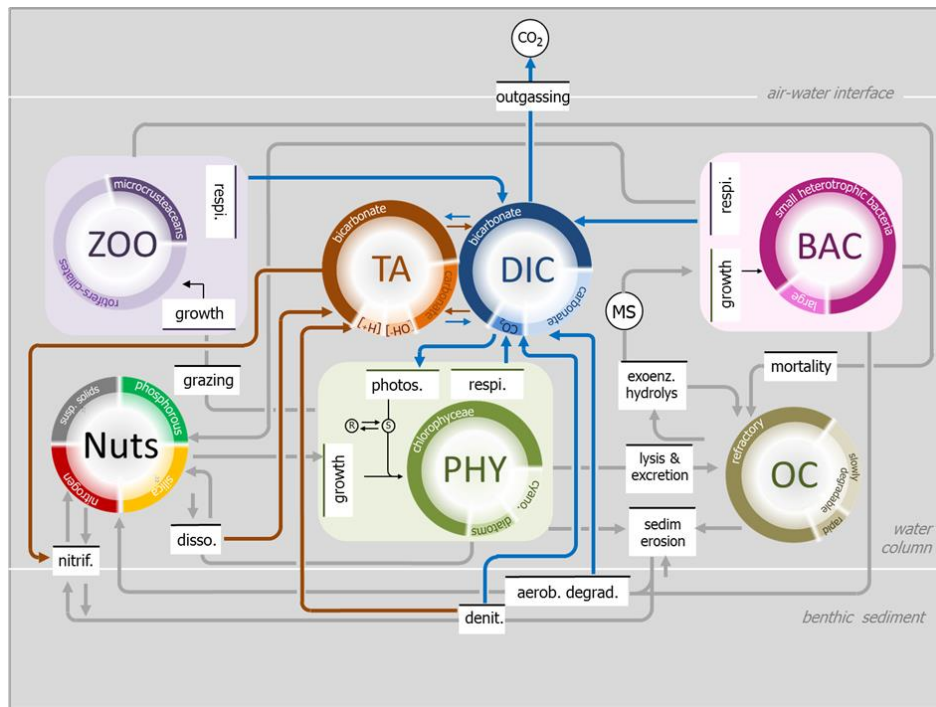 CO₂
outgassing
air-water interface
microcrusteaceans
ZOO
rotifers-ciliates
respi.
growth
bicarbonate
TA
carbonate
[OH-]
[H+]
bicarbonate
DIC
carbonate
CO₂
respi.
growth
small heterotrophic bacteria
BAC
large
MS
grazing
photos.
respi.
exoenz.
hydrolys
mortality
susp. solids
phosphorous
Nuts
nitrogen
silica
R
S
growth
chlorophyceae
PHY
cyano.
diatoms
lysis &
excretion
refractory
OC
slowly
degradable
rapid
disso.
sedim
erosion
water
column
nitrif.
aerob. degrad.
denit.
benthic sediment